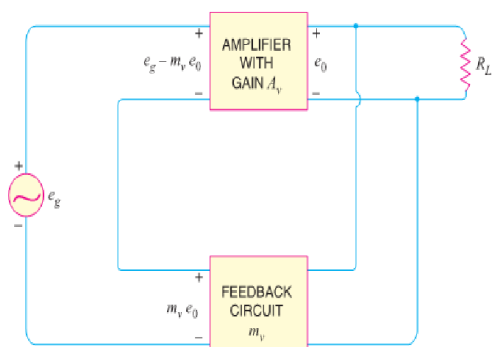 +
+
AMPLIFIER
WITH
GAIN A_v
e_g – m_v e_0
e_0
R_L
–
–
+
e_g
–
+
FEEDBACK
CIRCUIT
m_v
m_v e_0
–